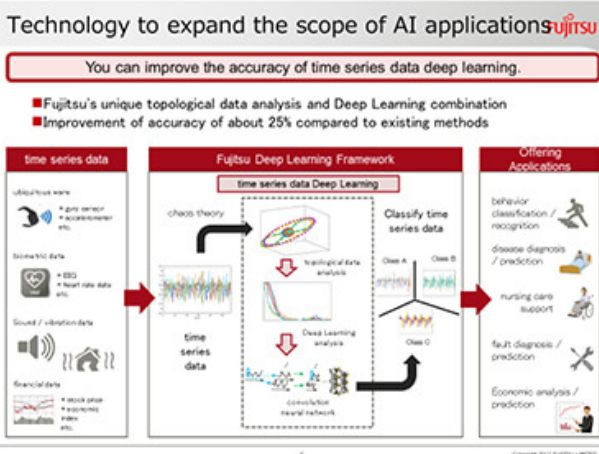 Technology to expand the scope of AI applications
FUJITSU
You can improve the accuracy of time series data deep learning.
Fujitsu's unique topological data analysis and Deep Learning combination
Improvement of accuracy of about 25% compared to existing methods
time series data
ubiquitous ware
• gyro sensor
• accelerometer
etc.
biometric data
• EEG
• heart rate data
etc.
Sound / vibration data
financial data
• stock price
• economic
index
etc.
Fujitsu Deep Learning Framework
time series data Deep Learning
chaos theory
time
series
data
topological data
analysis
Deep Learning
analysis
convolution
neural network
Classify time
series data
Class A
Class B
Class C
Offering
Applications
behavior
classification /
recognition
disease diagnosis
/ prediction
nursing care
support
fault diagnosis /
prediction
Economic analysis /
prediction